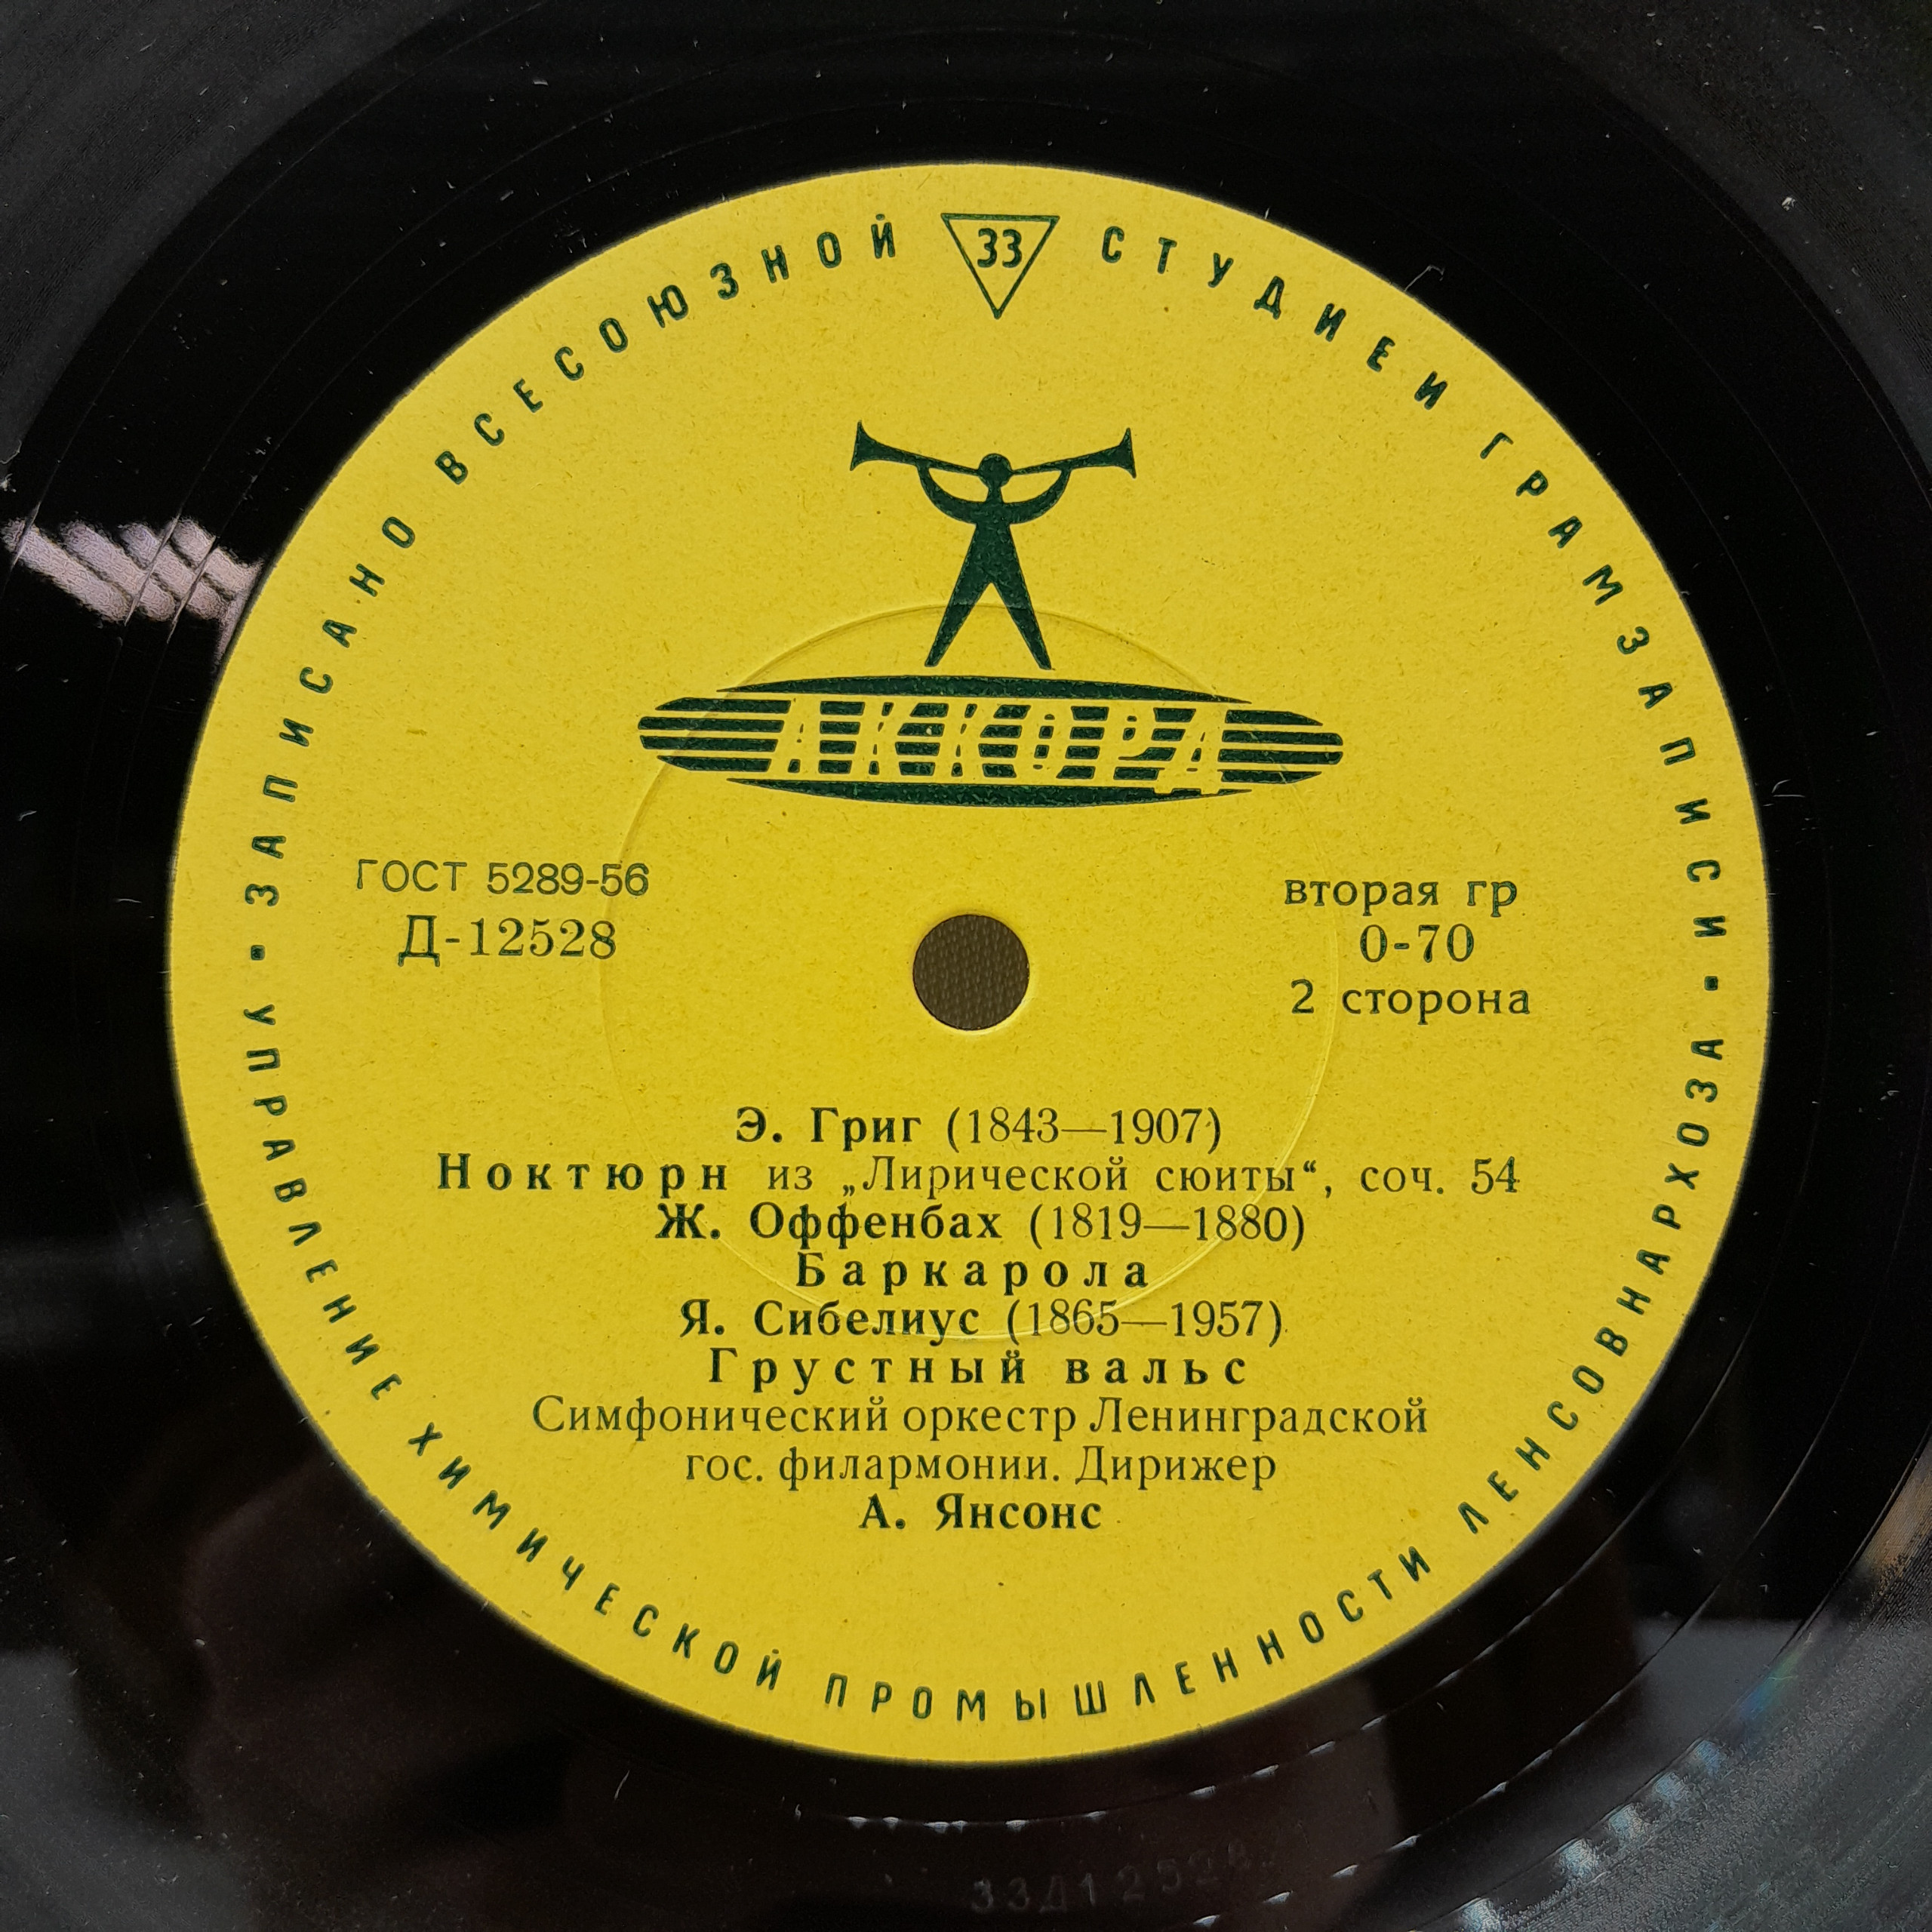 ЗАПИСАНО ВСЕСОЮЗНОЙ
33
СТУДИЕЙ ГРАМЗАПИСИ
АККОРД
ГОСТ 5289-56
Д-12528
вторая гр
0-70
2 сторона
Э. Григ (1843—1907)
Ноктюрн из „Лирической сюиты“, соч. 54
Ж. Оффенбах (1819—1880)
Баркарола
Я. Сибелиус (1865—1957)
Грустный вальс
Симфонический оркестр Ленинградской
гос. филармонии. Дирижер
А. Янсонс
УПРАВЛЕНИЕ ХИМИЧЕСКОЙ ПРОМЫШЛЕННОСТИ ЛЕНСОВНАРХОЗА